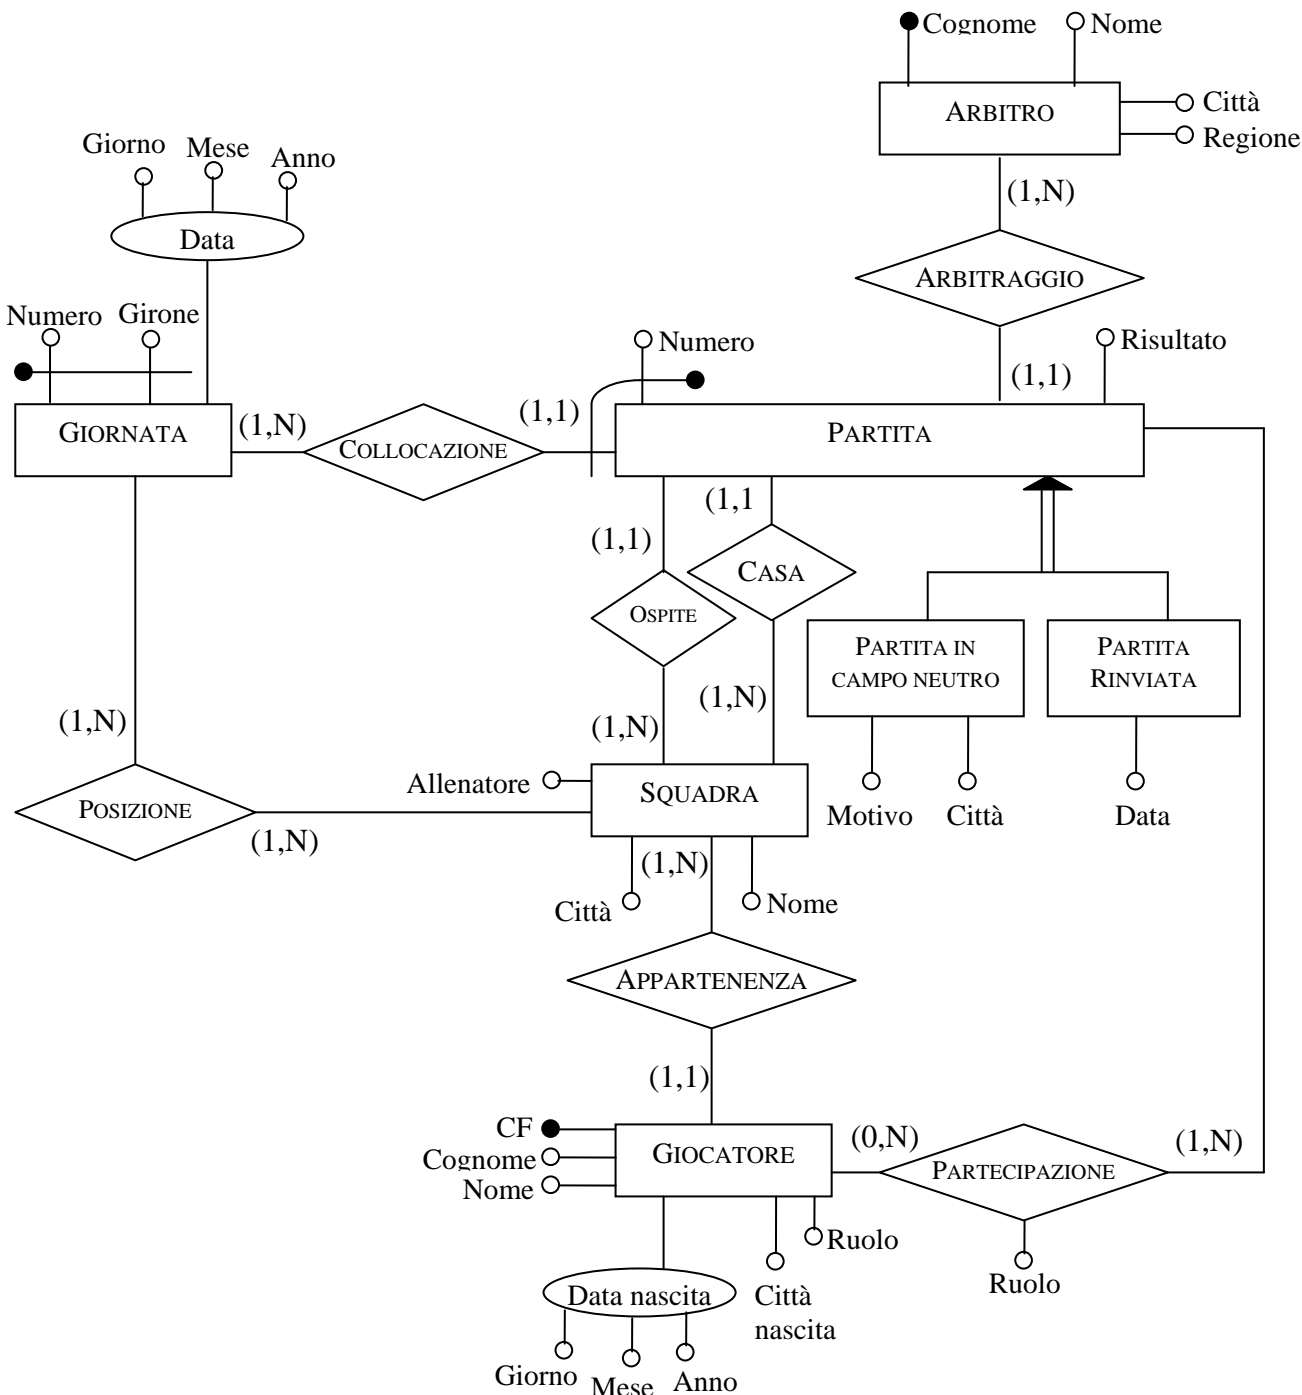 Cognome
Nome
ARBITRO
Città
Regione
Giorno
Mese
Anno
(1,N)
Data
ARBITRAGGIO
Numero
Girone
Numero
Risultato
(1,1)
GIORNATA
(1,N)
COLLOCAZIONE
(1,1)
PARTITA
(1,1)
(1,1
OSPITE
CASA
PARTITA IN
CAMPO NEUTRO
PARTITA
RINVIATA
(1,N)
(1,N)
(1,N)
Allenatore
SQUADRA
POSIZIONE
(1,N)
Motivo
Città
Data
(1,N)
Città
Nome
APPARTENENZA
(1,1)
CF
Cognome
Nome
GIOCATORE
(0,N)
PARTECIPAZIONE
(1,N)
Ruolo
Ruolo
Data nascita
Città
nascita
Giorno
Mese
Anno